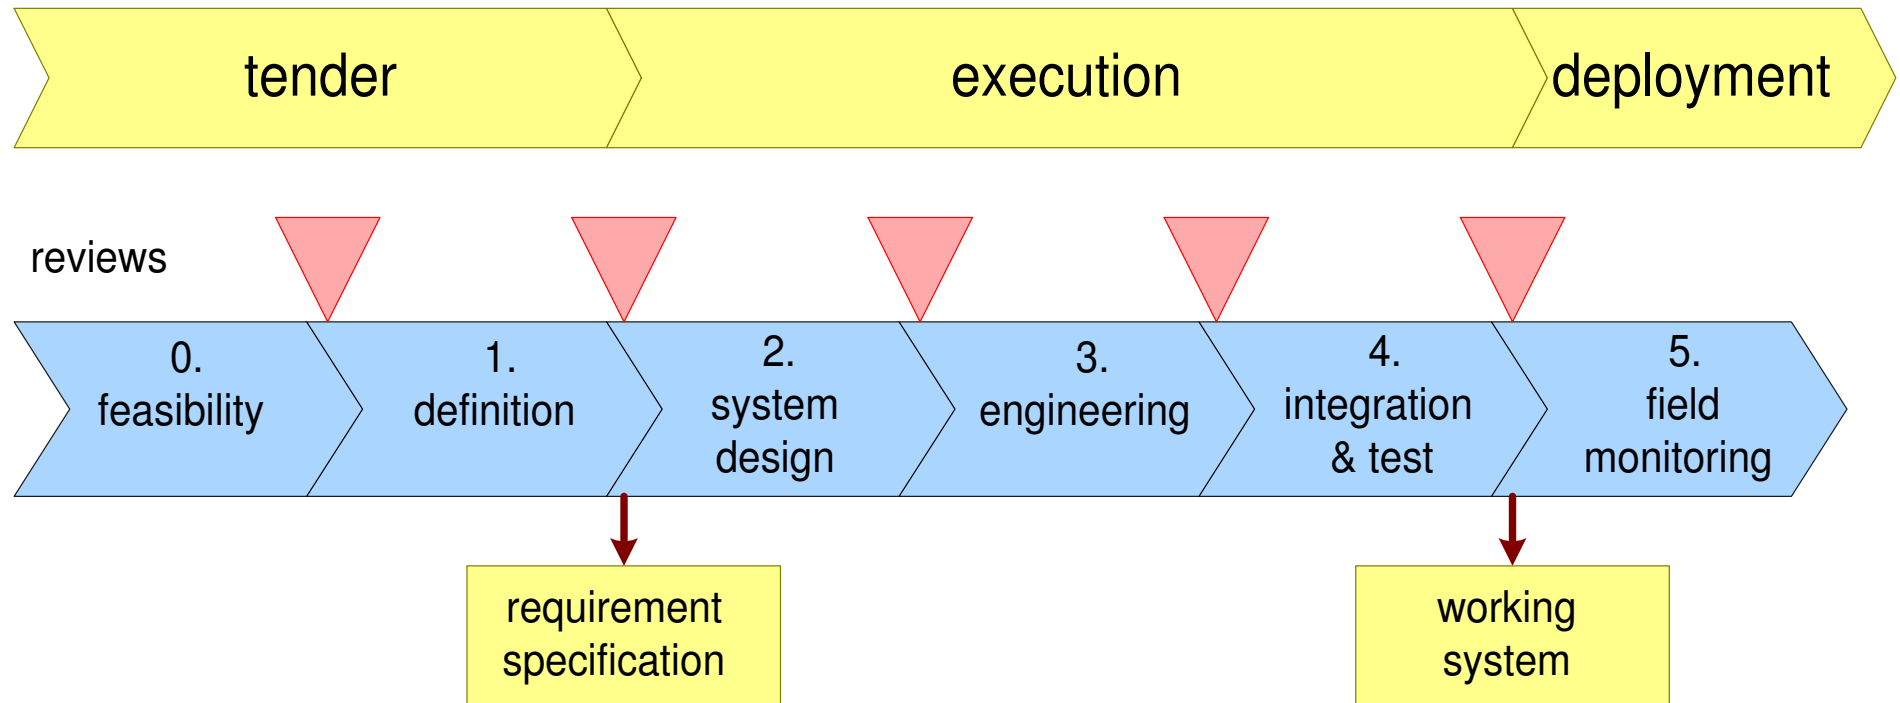 tender
execution
deployment
reviews
0.
feasibility
1.
definition
2.
system
design
3.
engineering
4.
integration
& test
5.
field
monitoring
requirement
specification
working
system